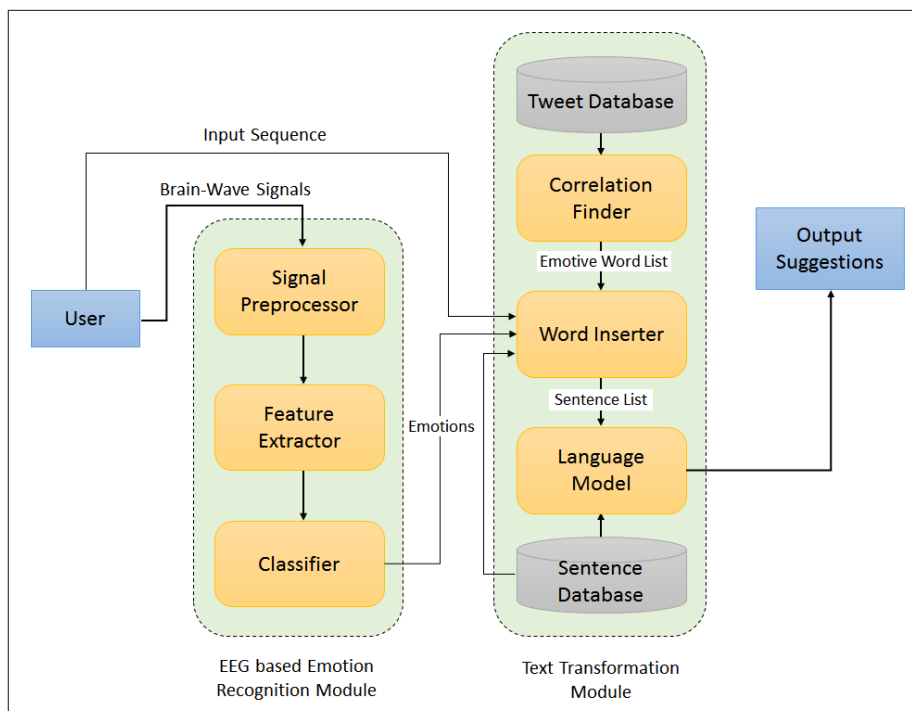 Tweet Database
Input Sequence
Correlation
Finder
Brain-Wave Signals
Output
Suggestions
Emotive Word List
Signal
Preprocessor
User
Word Inserter
Sentence List
Feature
Extractor
Emotions
Language
Model
Classifier
Sentence
Database
EEG based Emotion
Recognition Module
Text Transformation
Module